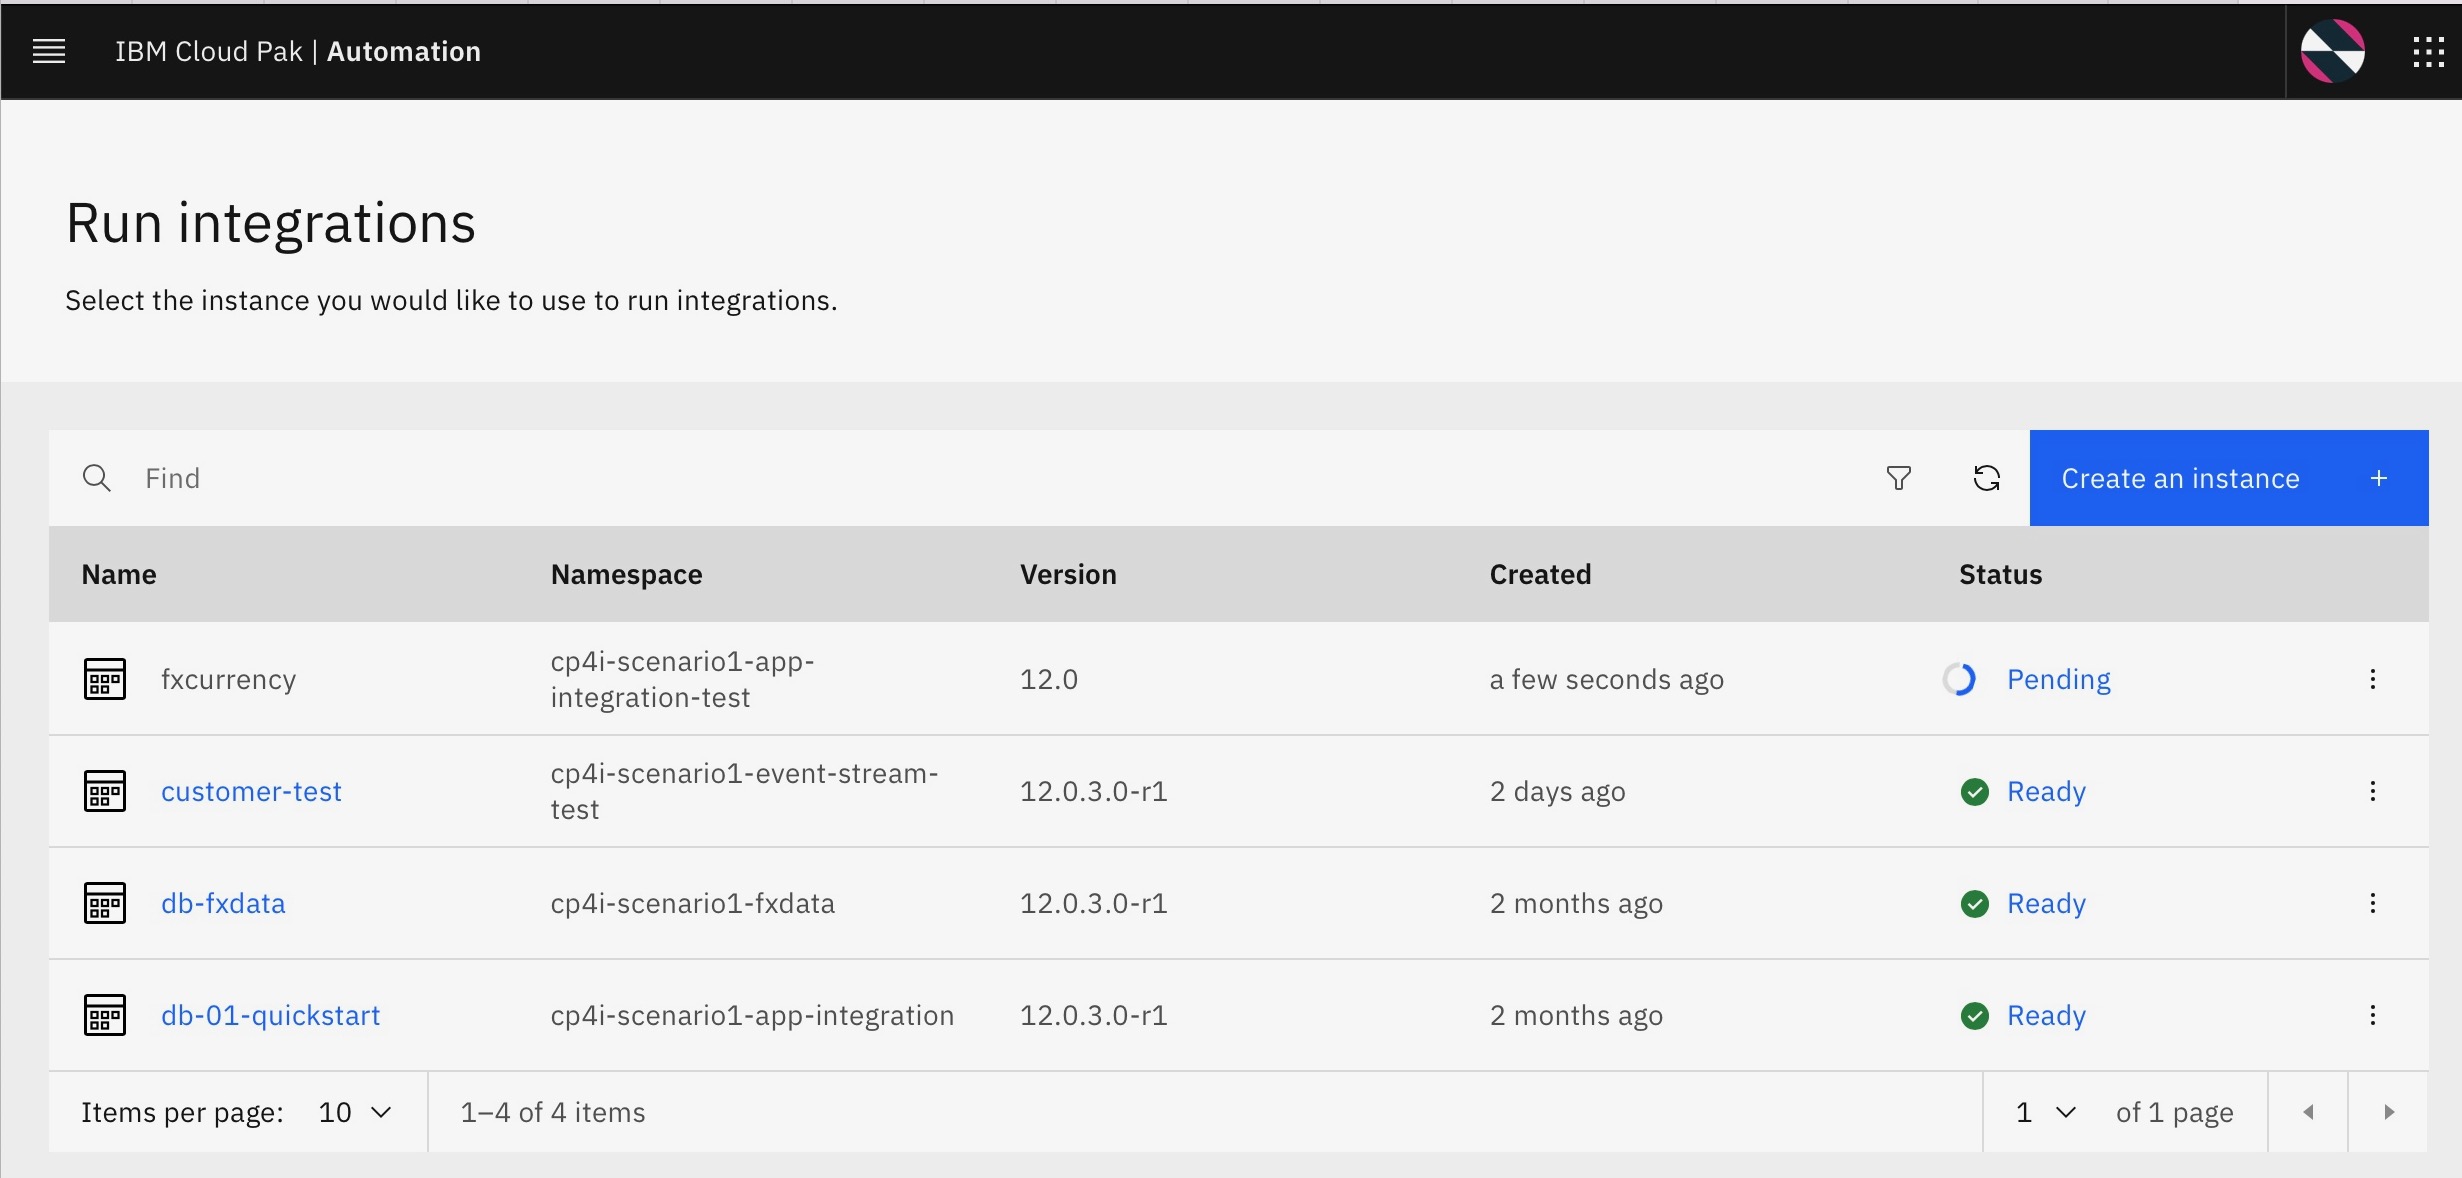 IBM Cloud Pak | Automation
Run integrations
Select the instance you would like to use to run integrations.
Find
Create an instance +
Name Namespace Version Created Status
fxcurrency cp4i-scenario1-app-integration-test 12.0 a few seconds ago Pending
customer-test cp4i-scenario1-event-stream-test 12.0.3.0-r1 2 days ago Ready
db-fxdata cp4i-scenario1-fxdata 12.0.3.0-r1 2 months ago Ready
db-01-quickstart cp4i-scenario1-app-integration 12.0.3.0-r1 2 months ago Ready
Items per page: 10 1–4 of 4 items 1 of 1 page